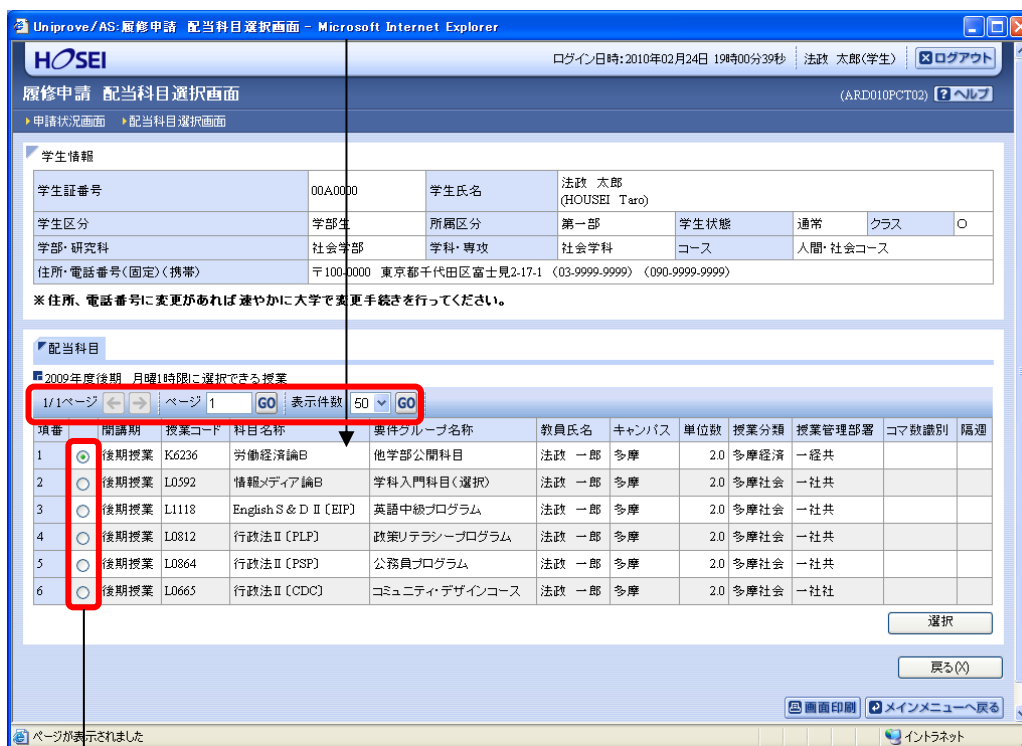 Uniprove/AS:履修申請 配当科目選択画面 - Microsoft Internet Explorer
HOSEI ログイン日時:2010年02月24日 19時00分39秒 法政 太郎(学生) ログアウト
履修申請 配当科目選択画面 (ARD010PCT02) ? ヘルプ
申請状況画面 配当科目選択画面
学生情報
学生証番号 00A0000 学生氏名 法政 太郎
(HOUSEI Taro)
学生区分 学部生 所属区分 第一部 学生状態 通常 クラス O
学部・研究科 社会学部 学科・専攻 社会学科 コース 人間・社会コース
住所・電話番号(固定)(携帯) 〒100-0000 東京都千代田区富士見2-17-1 (03-9999-9999) (090-9999-9999)
※住所、電話番号に変更があれば速やかに大学で変更手続きを行ってください。
配当科目
2009年度後期 月曜1時限に選択できる授業
1/1ページ ページ 1 GO 表示件数 50 GO
項番 開講期 授業コード 科目名称 要件グループ名称 教員氏名 キャンパス 単位数 授業分類 授業管理部署 コマ数識別 隔週
1 後期授業 K6236 労働経済論B 他学部公開科目 法政 一郎 多摩 2.0 多摩経済 一経共
2 後期授業 L0592 情報メディア論B 学科入門科目(選択) 法政 一郎 多摩 2.0 多摩社会 一社共
3 後期授業 L1118 English S & D II〔EIP〕 英語中級プログラム 法政 一郎 多摩 2.0 多摩社会 一社共
4 後期授業 L0812 行政法II〔PLP〕 政策リテラシープログラム 法政 一郎 多摩 2.0 多摩社会 一社共
5 後期授業 L0864 行政法II〔PSP〕 公務員プログラム 法政 一郎 多摩 2.0 多摩社会 一社共
6 後期授業 L0665 行政法II〔CDC〕 コミュニティ・デザインコース 法政 一郎 多摩 2.0 多摩社会 一社社
選択
戻る(X)
画面印刷 メインメニューへ戻る
ページが表示されました イントラネット